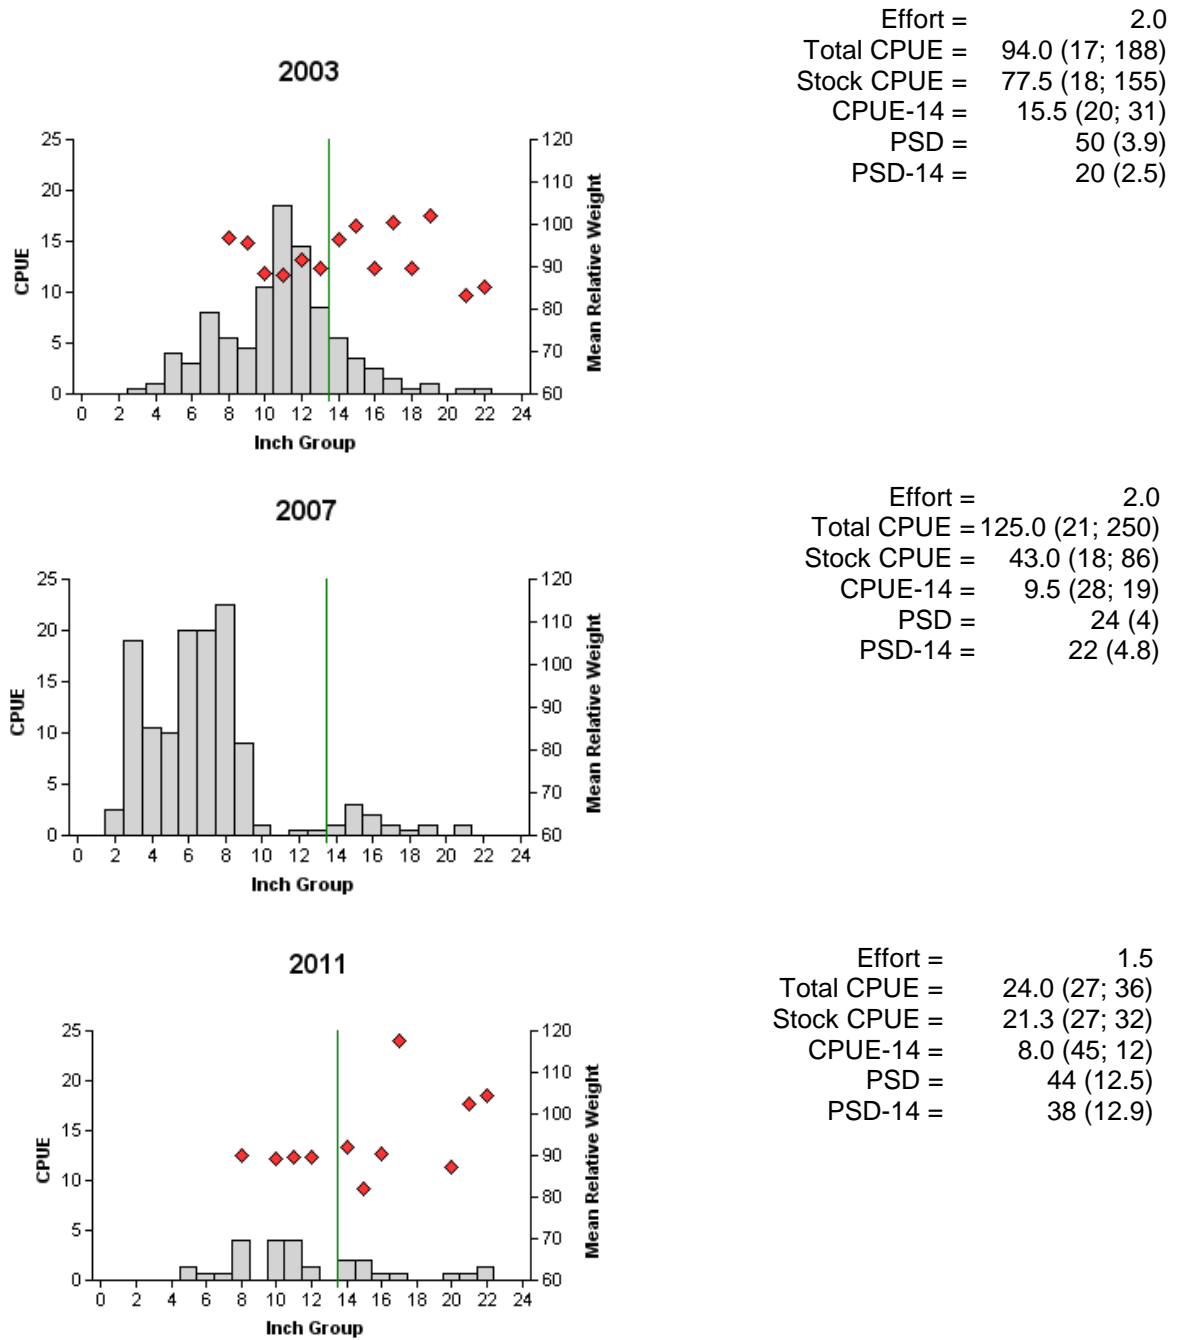 Effort = 2.0
Total CPUE = 94.0 (17; 188)
Stock CPUE = 77.5 (18; 155)
CPUE-14 = 15.5 (20; 31)
PSD = 50 (3.9)
PSD-14 = 20 (2.5)
2003
25 120
110
20
100
15
90
10
80
5
70
0 60
CPUE
Mean Relative Weight
0 2 4 6 8 10 12 14 16 18 20 22 24
Inch Group
Effort = 2.0
Total CPUE = 125.0 (21; 250)
Stock CPUE = 43.0 (18; 86)
CPUE-14 = 9.5 (28; 19)
PSD = 24 (4)
PSD-14 = 22 (4.8)
2007
25 120
110
20
100
15
90
10
80
5
70
0 60
CPUE
Mean Relative Weight
0 2 4 6 8 10 12 14 16 18 20 22 24
Inch Group
Effort = 1.5
Total CPUE = 24.0 (27; 36)
Stock CPUE = 21.3 (27; 32)
CPUE-14 = 8.0 (45; 12)
PSD = 44 (12.5)
PSD-14 = 38 (12.9)
2011
25 120
110
20
100
15
90
10
80
5
70
0 60
CPUE
Mean Relative Weight
0 2 4 6 8 10 12 14 16 18 20 22 24
Inch Group